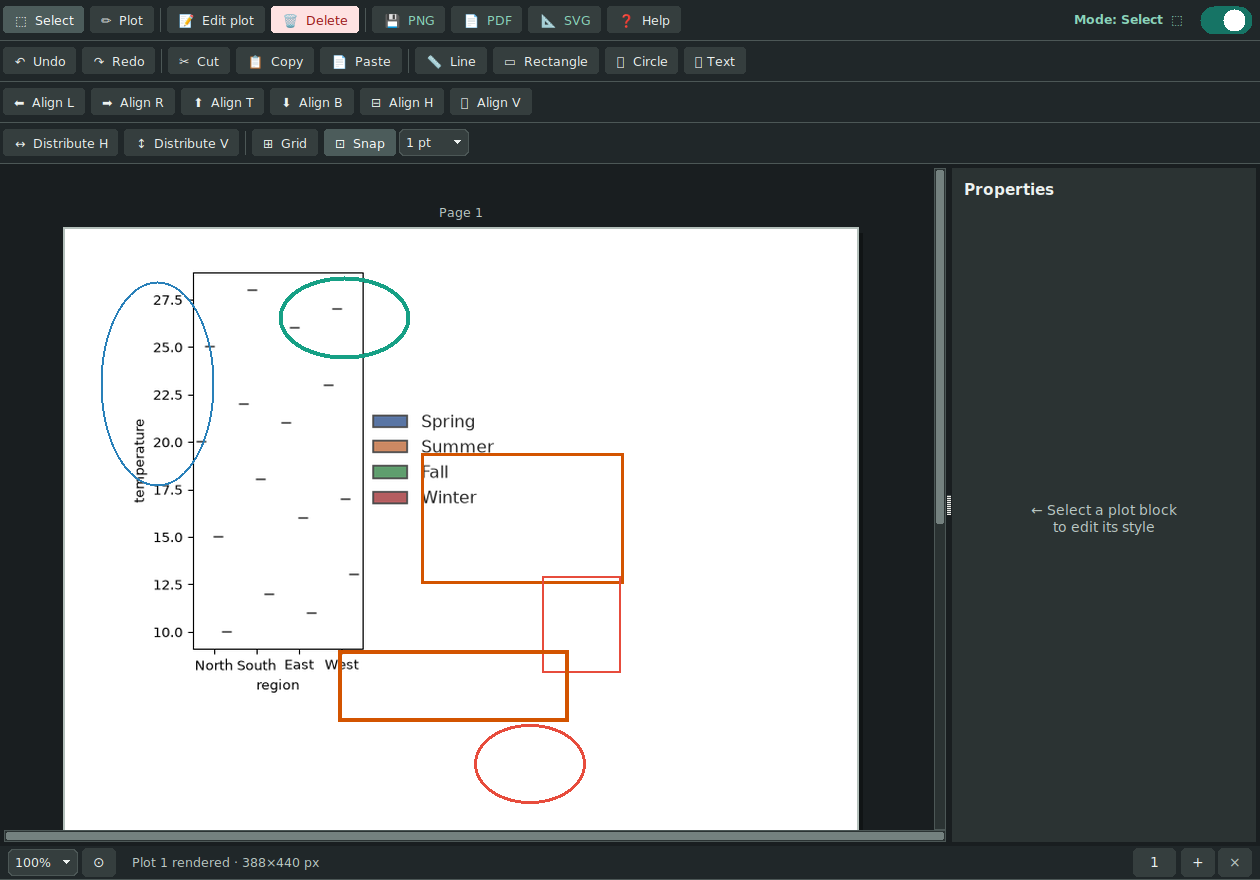 Select Plot Edit plot Delete PNG PDF SVG Help Mode: Select
Undo Redo Cut Copy Paste Line Rectangle Circle Text
Align L Align R Align T Align B Align H Align V
Distribute H Distribute V Grid Snap 1 pt
Page 1
Properties
27.5
25.0
22.5
20.0
17.5
15.0
12.5
10.0
temperature
North South East West
region
Spring
Summer
Fall
Winter
← Select a plot block
to edit its style
100% Plot 1 rendered · 388×440 px 1 + ×